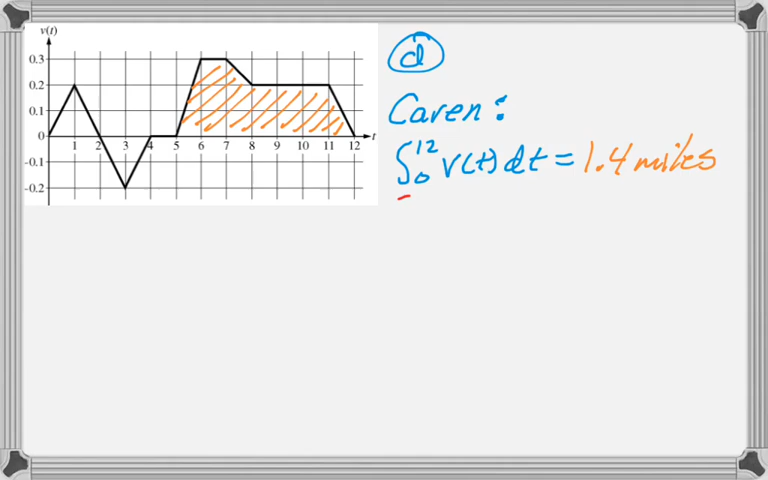 v(t)
0.3
0.2
0.1
0
-0.1
-0.2
1 2 3 4 5 6 7 8 9 10 11 12
t
d
Caren:
∫₀¹² v(t) dt = 1.4 miles